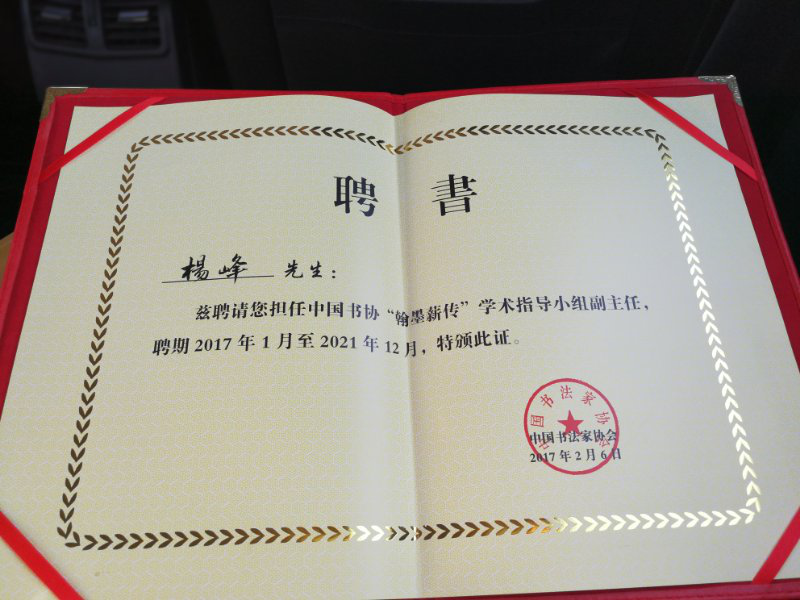 聘 書
楊峰 先生：
兹聘请您担任中国书协“翰墨薪传”学术指导小组副主任，
聘期 2017 年 1 月至 2021 年 12 月，特颁此证。
中国书法家协会
中国书法家协会
2017 年 2 月 6 日